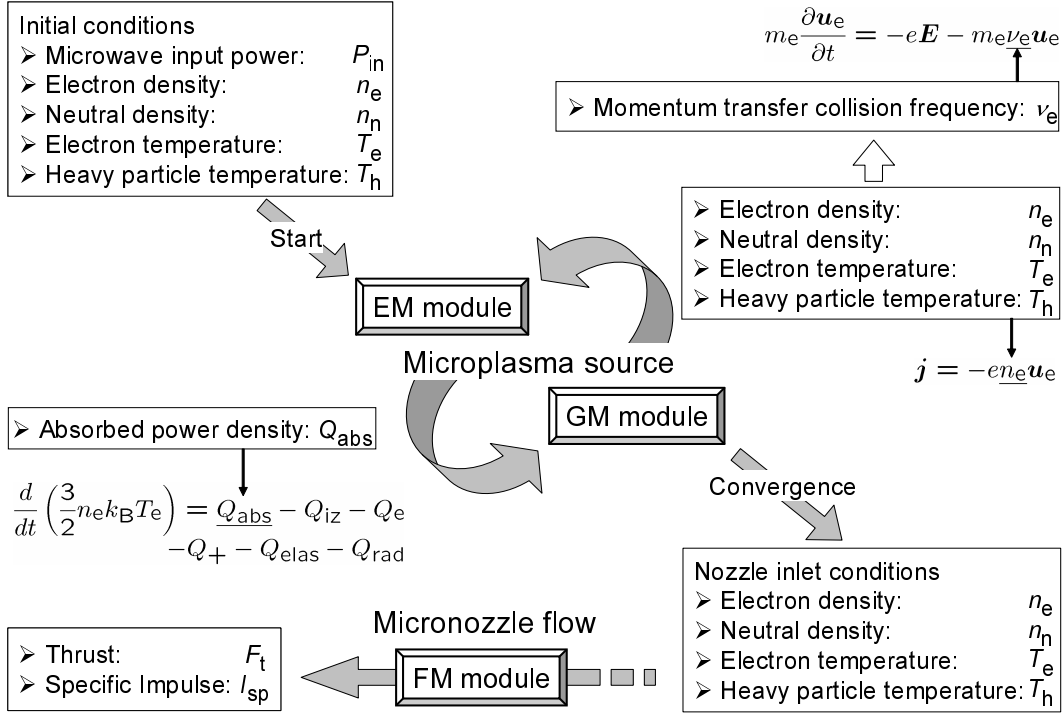 Initial conditions
➢ Microwave input power: P_in
➢ Electron density: n_e
➢ Neutral density: n_n
➢ Electron temperature: T_e
➢ Heavy particle temperature: T_h
m_e ∂u_e/∂t = −eE − m_e ν_e u_e
➢ Momentum transfer collision frequency: ν_e
➢ Electron density: n_e
➢ Neutral density: n_n
➢ Electron temperature: T_e
➢ Heavy particle temperature: T_h
j = −e n_e u_e
Start
EM module
Microplasma source
GM module
➢ Absorbed power density: Q_abs
d/dt (3/2 n_e k_B T_e) = Q_abs − Q_iz − Q_e
−Q_+ − Q_elas − Q_rad
Convergence
Nozzle inlet conditions
➢ Electron density: n_e
➢ Neutral density: n_n
➢ Electron temperature: T_e
➢ Heavy particle temperature: T_h
Micronozzle flow
FM module
➢ Thrust: F_t
➢ Specific Impulse: I_sp